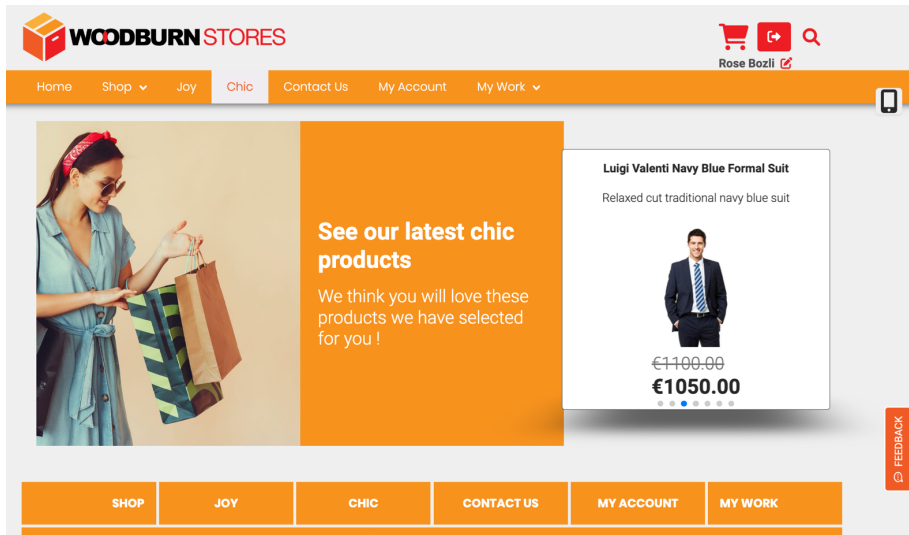 WOODBURN STORES
Rose Bozli
Home Shop Joy Chic Contact Us My Account My Work
Luigi Valenti Navy Blue Formal Suit
Relaxed cut traditional navy blue suit
See our latest chic
products
We think you will love these
products we have selected
for you !
€1100.00
€1050.00
FEEDBACK
SHOP JOY CHIC CONTACT US MY ACCOUNT MY WORK